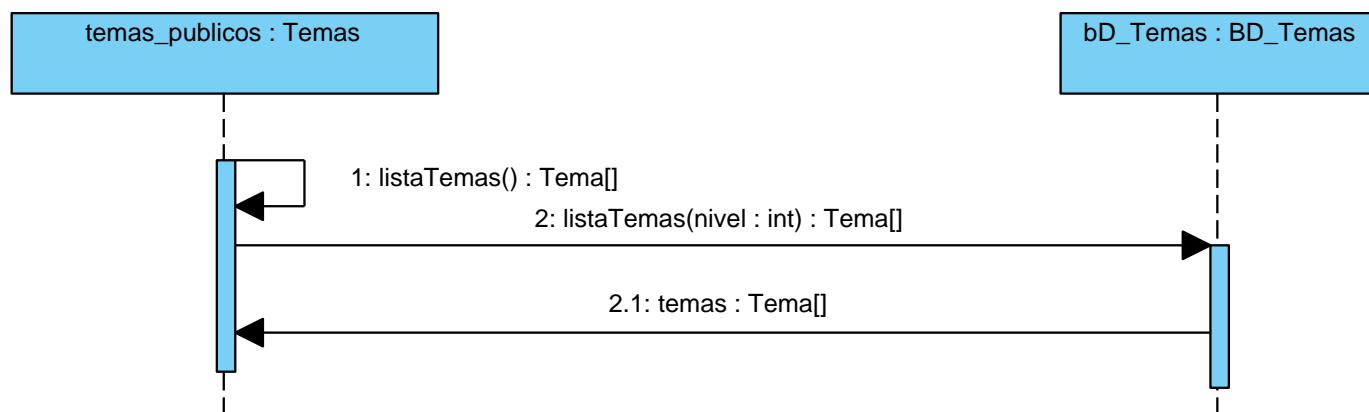 temas_publicos : Temas
bD_Temas : BD_Temas
1: listaTemas() : Tema[]
2: listaTemas(nivel : int) : Tema[]
2.1: temas : Tema[]